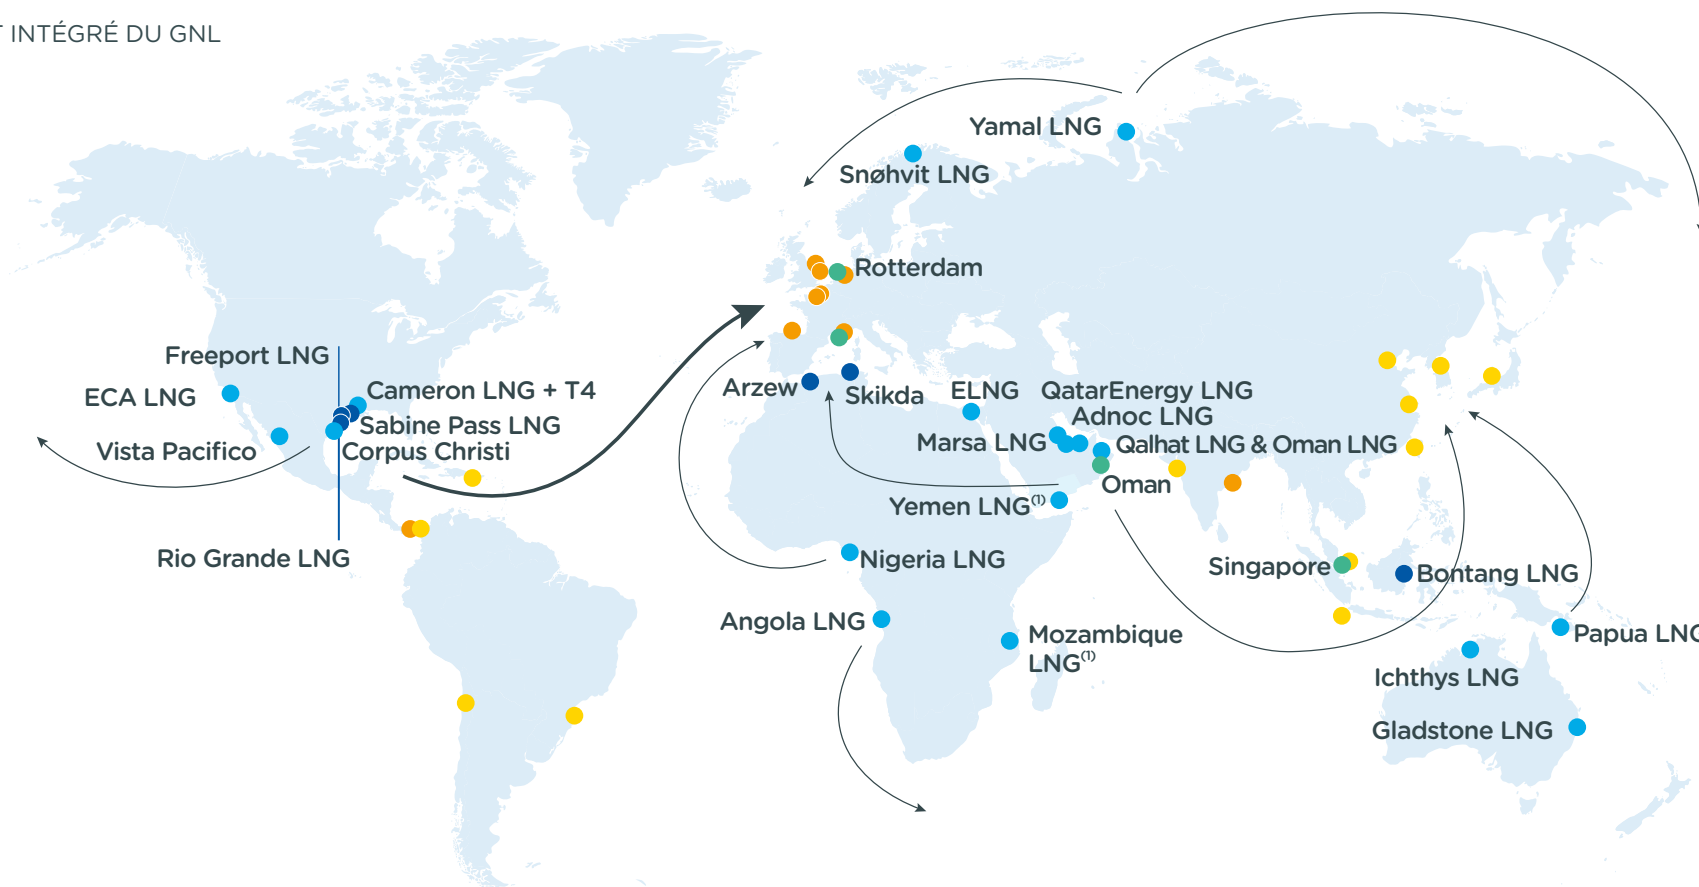 T INTÉGRÉ DU GNL
Yamal LNG
Snøhvit LNG
Rotterdam
Freeport LNG
ECA LNG
Cameron LNG + T4
Sabine Pass LNG
Vista Pacifico
Corpus Christi
Rio Grande LNG
Arzew
Skikda
ELNG
QatarEnergy LNG
Adnoc LNG
Marsa LNG
Qalhat LNG & Oman LNG
Oman
Yemen LNG(1)
Nigeria LNG
Singapore
Bontang LNG
Angola LNG
Mozambique
LNG(1)
Papua LNG
Ichthys LNG
Gladstone LNG